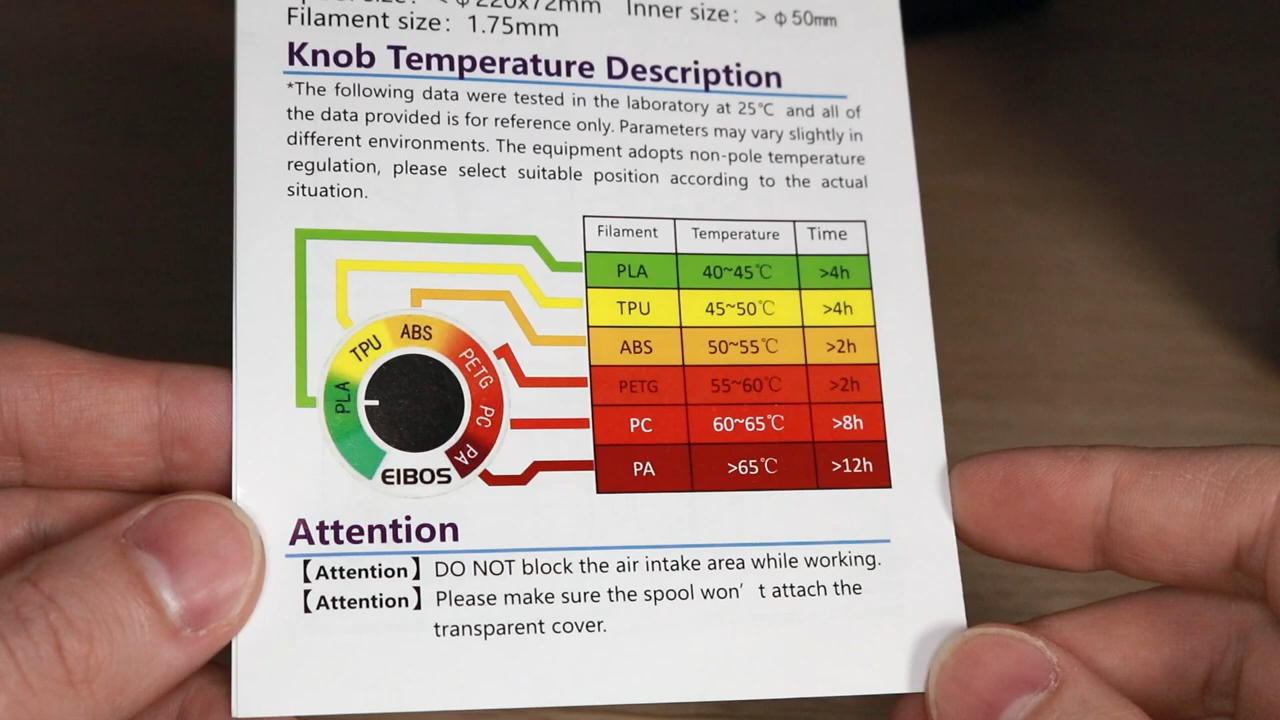 φ220x72mm Inner size: > φ50mm
Filament size: 1.75mm
Knob Temperature Description
*The following data were tested in the laboratory at 25℃ and all of
the data provided is for reference only. Parameters may vary slightly in
different environments. The equipment adopts non-pole temperature
regulation, please select suitable position according to the actual
situation.
Filament Temperature Time
PLA 40~45℃ >4h
TPU 45~50℃ >4h
ABS 50~55℃ >2h
PETG 55~60℃ >2h
PC 60~65℃ >8h
PA >65℃ >12h
PLA
TPU
ABS
PETG
PC
PA
EIBOS
Attention
【Attention】 DO NOT block the air intake area while working.
【Attention】 Please make sure the spool won’ t attach the
transparent cover.